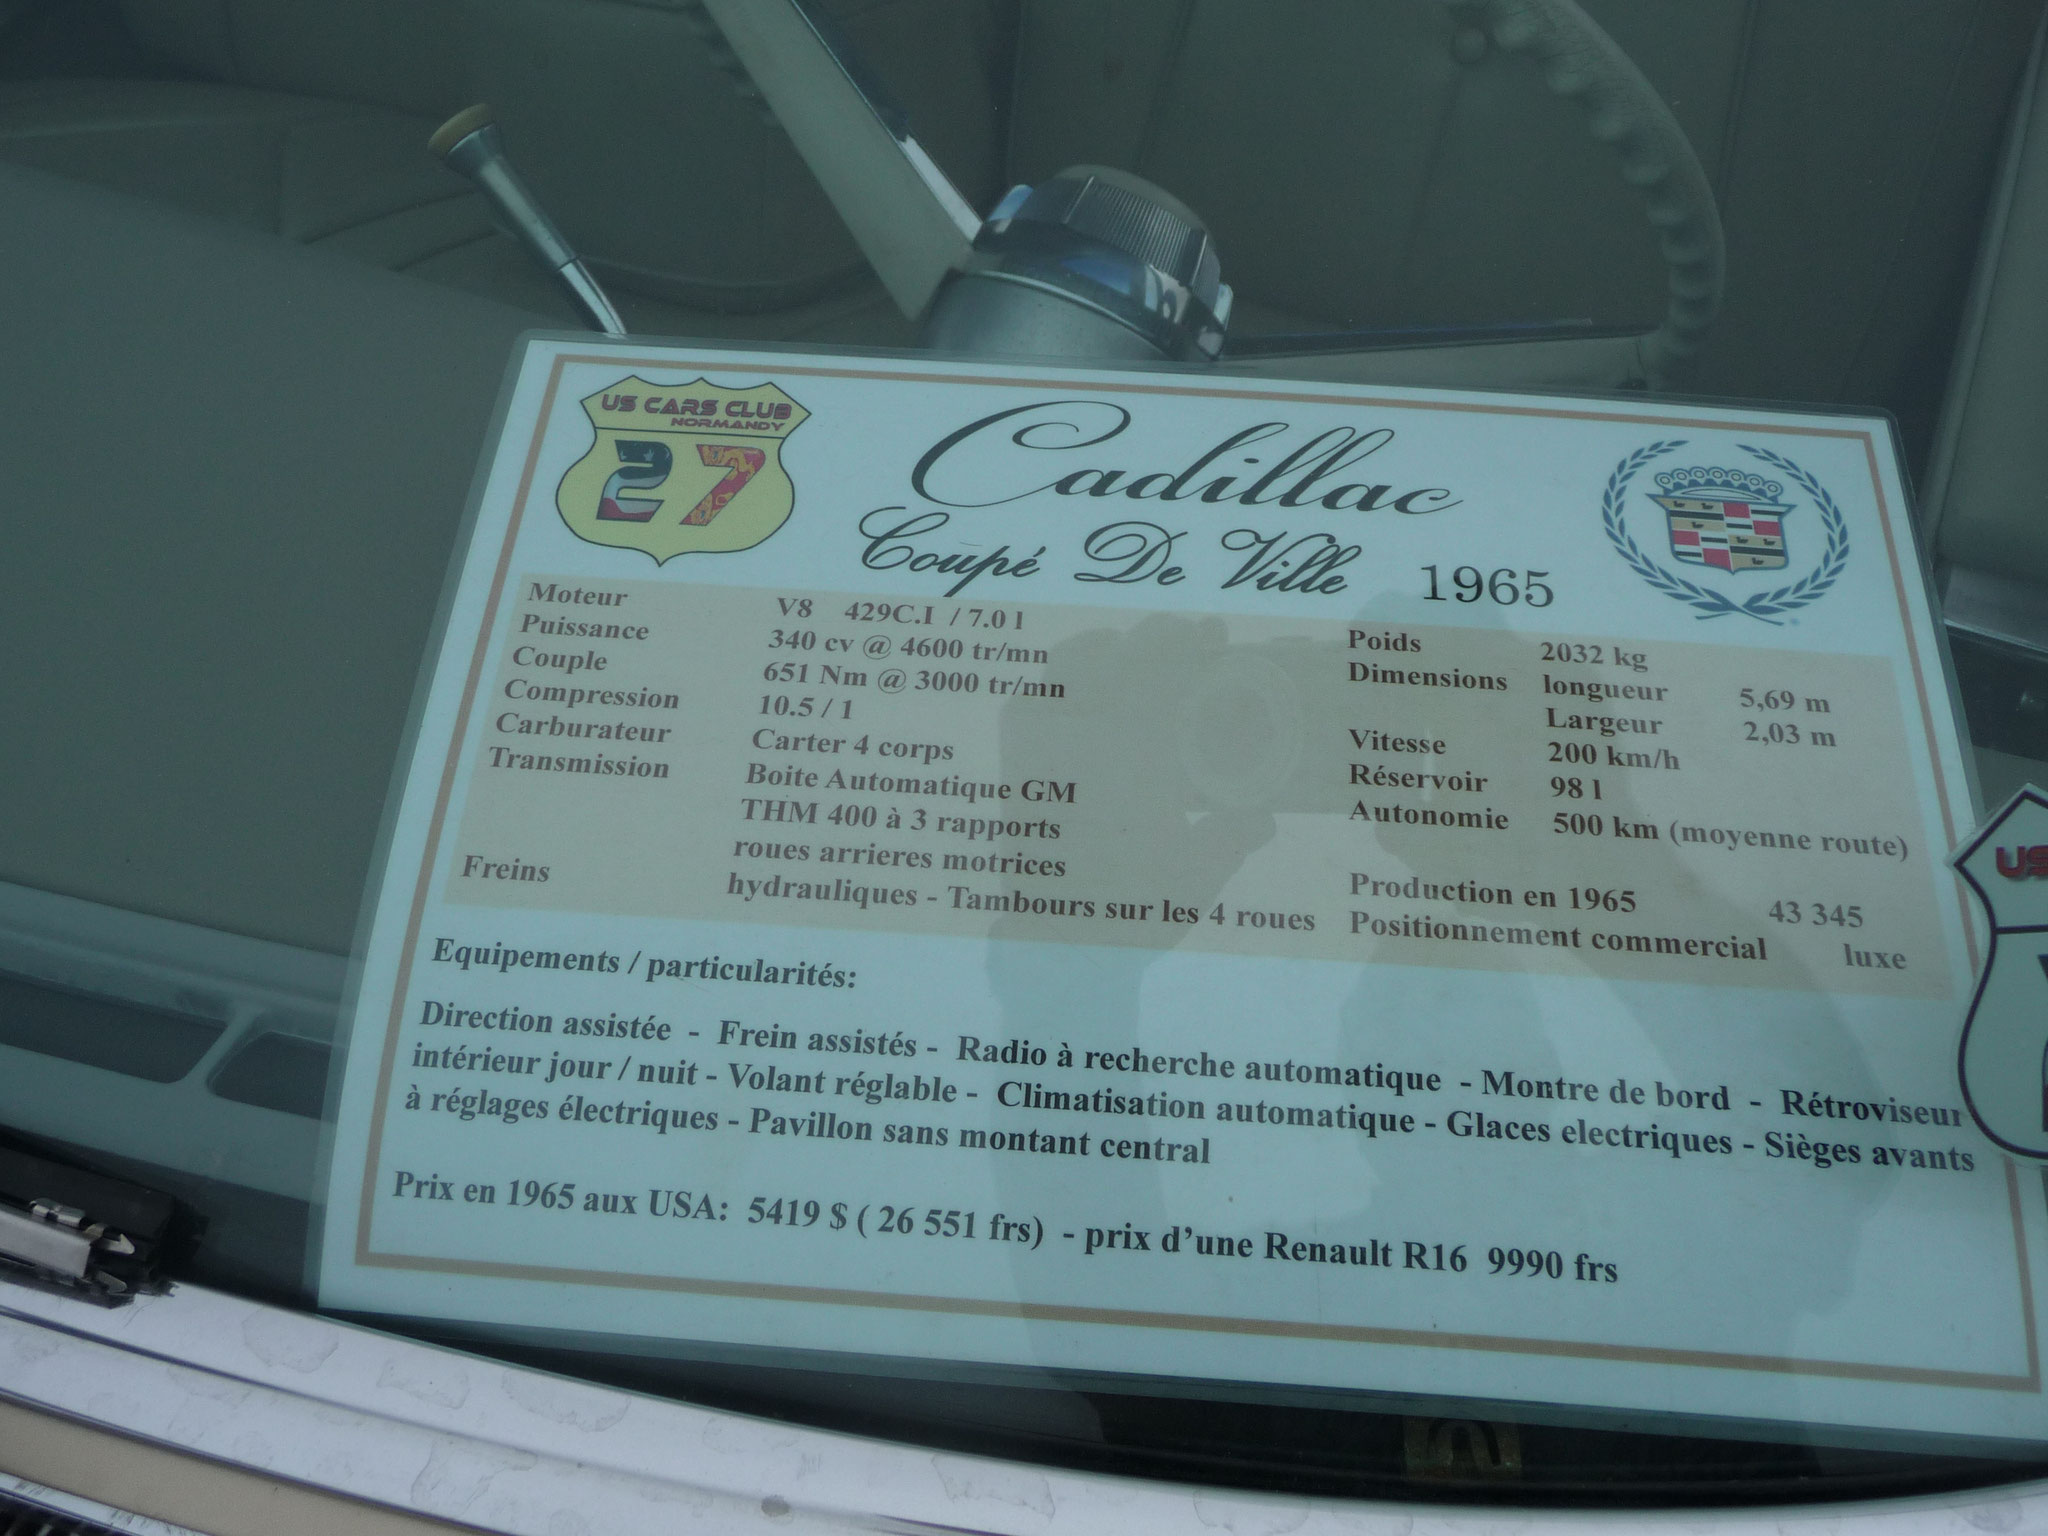 US CARS CLUB
NORMANDY
27
Cadillac
Coupé De Ville 1965
Moteur V8 429C.I / 7.0 l
Puissance 340 cv @ 4600 tr/mn
Couple 651 Nm @ 3000 tr/mn
Compression 10.5 / 1
Carburateur Carter 4 corps
Transmission Boite Automatique GM
THM 400 à 3 rapports
roues arrieres motrices
Freins hydrauliques - Tambours sur les 4 roues
Poids 2032 kg
Dimensions longueur 5,69 m
Largeur 2,03 m
Vitesse 200 km/h
Réservoir 98 l
Autonomie 500 km (moyenne route)
Production en 1965 43 345
Positionnement commercial luxe
Equipements / particularités:
Direction assistée - Frein assistés - Radio à recherche automatique - Montre de bord - Rétroviseur
intérieur jour / nuit - Volant réglable - Climatisation automatique - Glaces electriques - Sièges avants
à réglages électriques - Pavillon sans montant central
Prix en 1965 aux USA: 5419 $ ( 26 551 frs) - prix d'une Renault R16 9990 frs
US